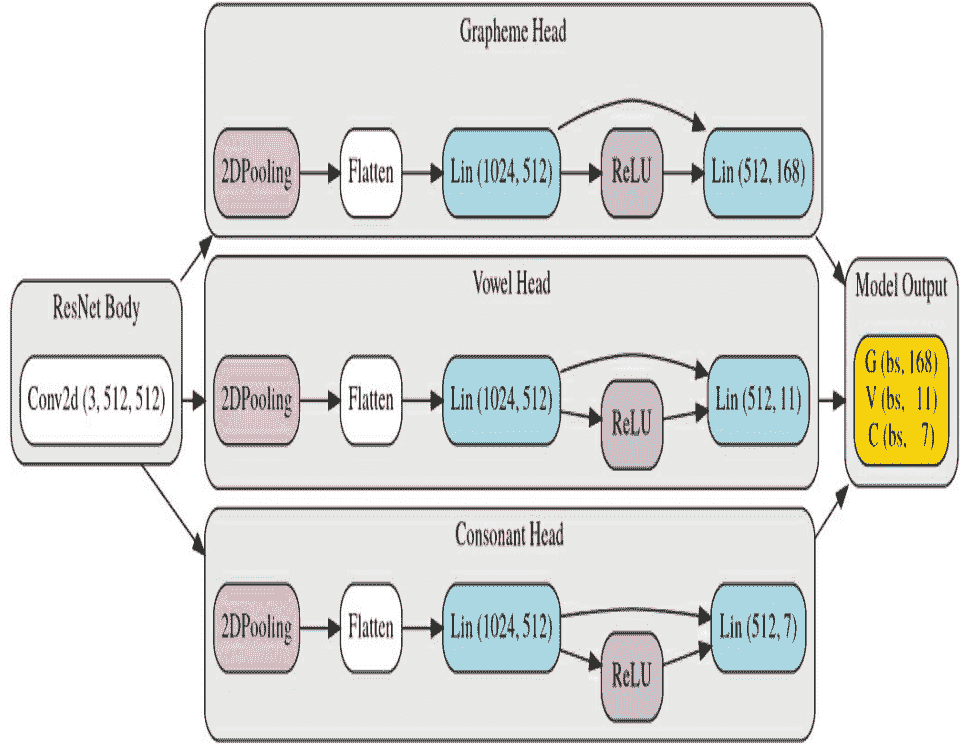 Grapheme Head
2DPooling
Flatten
Lin (1024, 512)
ReLU
Lin (512, 168)
ResNet Body
Conv2d (3, 512, 512)
Vowel Head
2DPooling
Flatten
Lin (1024, 512)
ReLU
Lin (512, 11)
Model Output
G (bs, 168)
V (bs, 11)
C (bs, 7)
Consonant Head
2DPooling
Flatten
Lin (1024, 512)
ReLU
Lin (512, 7)